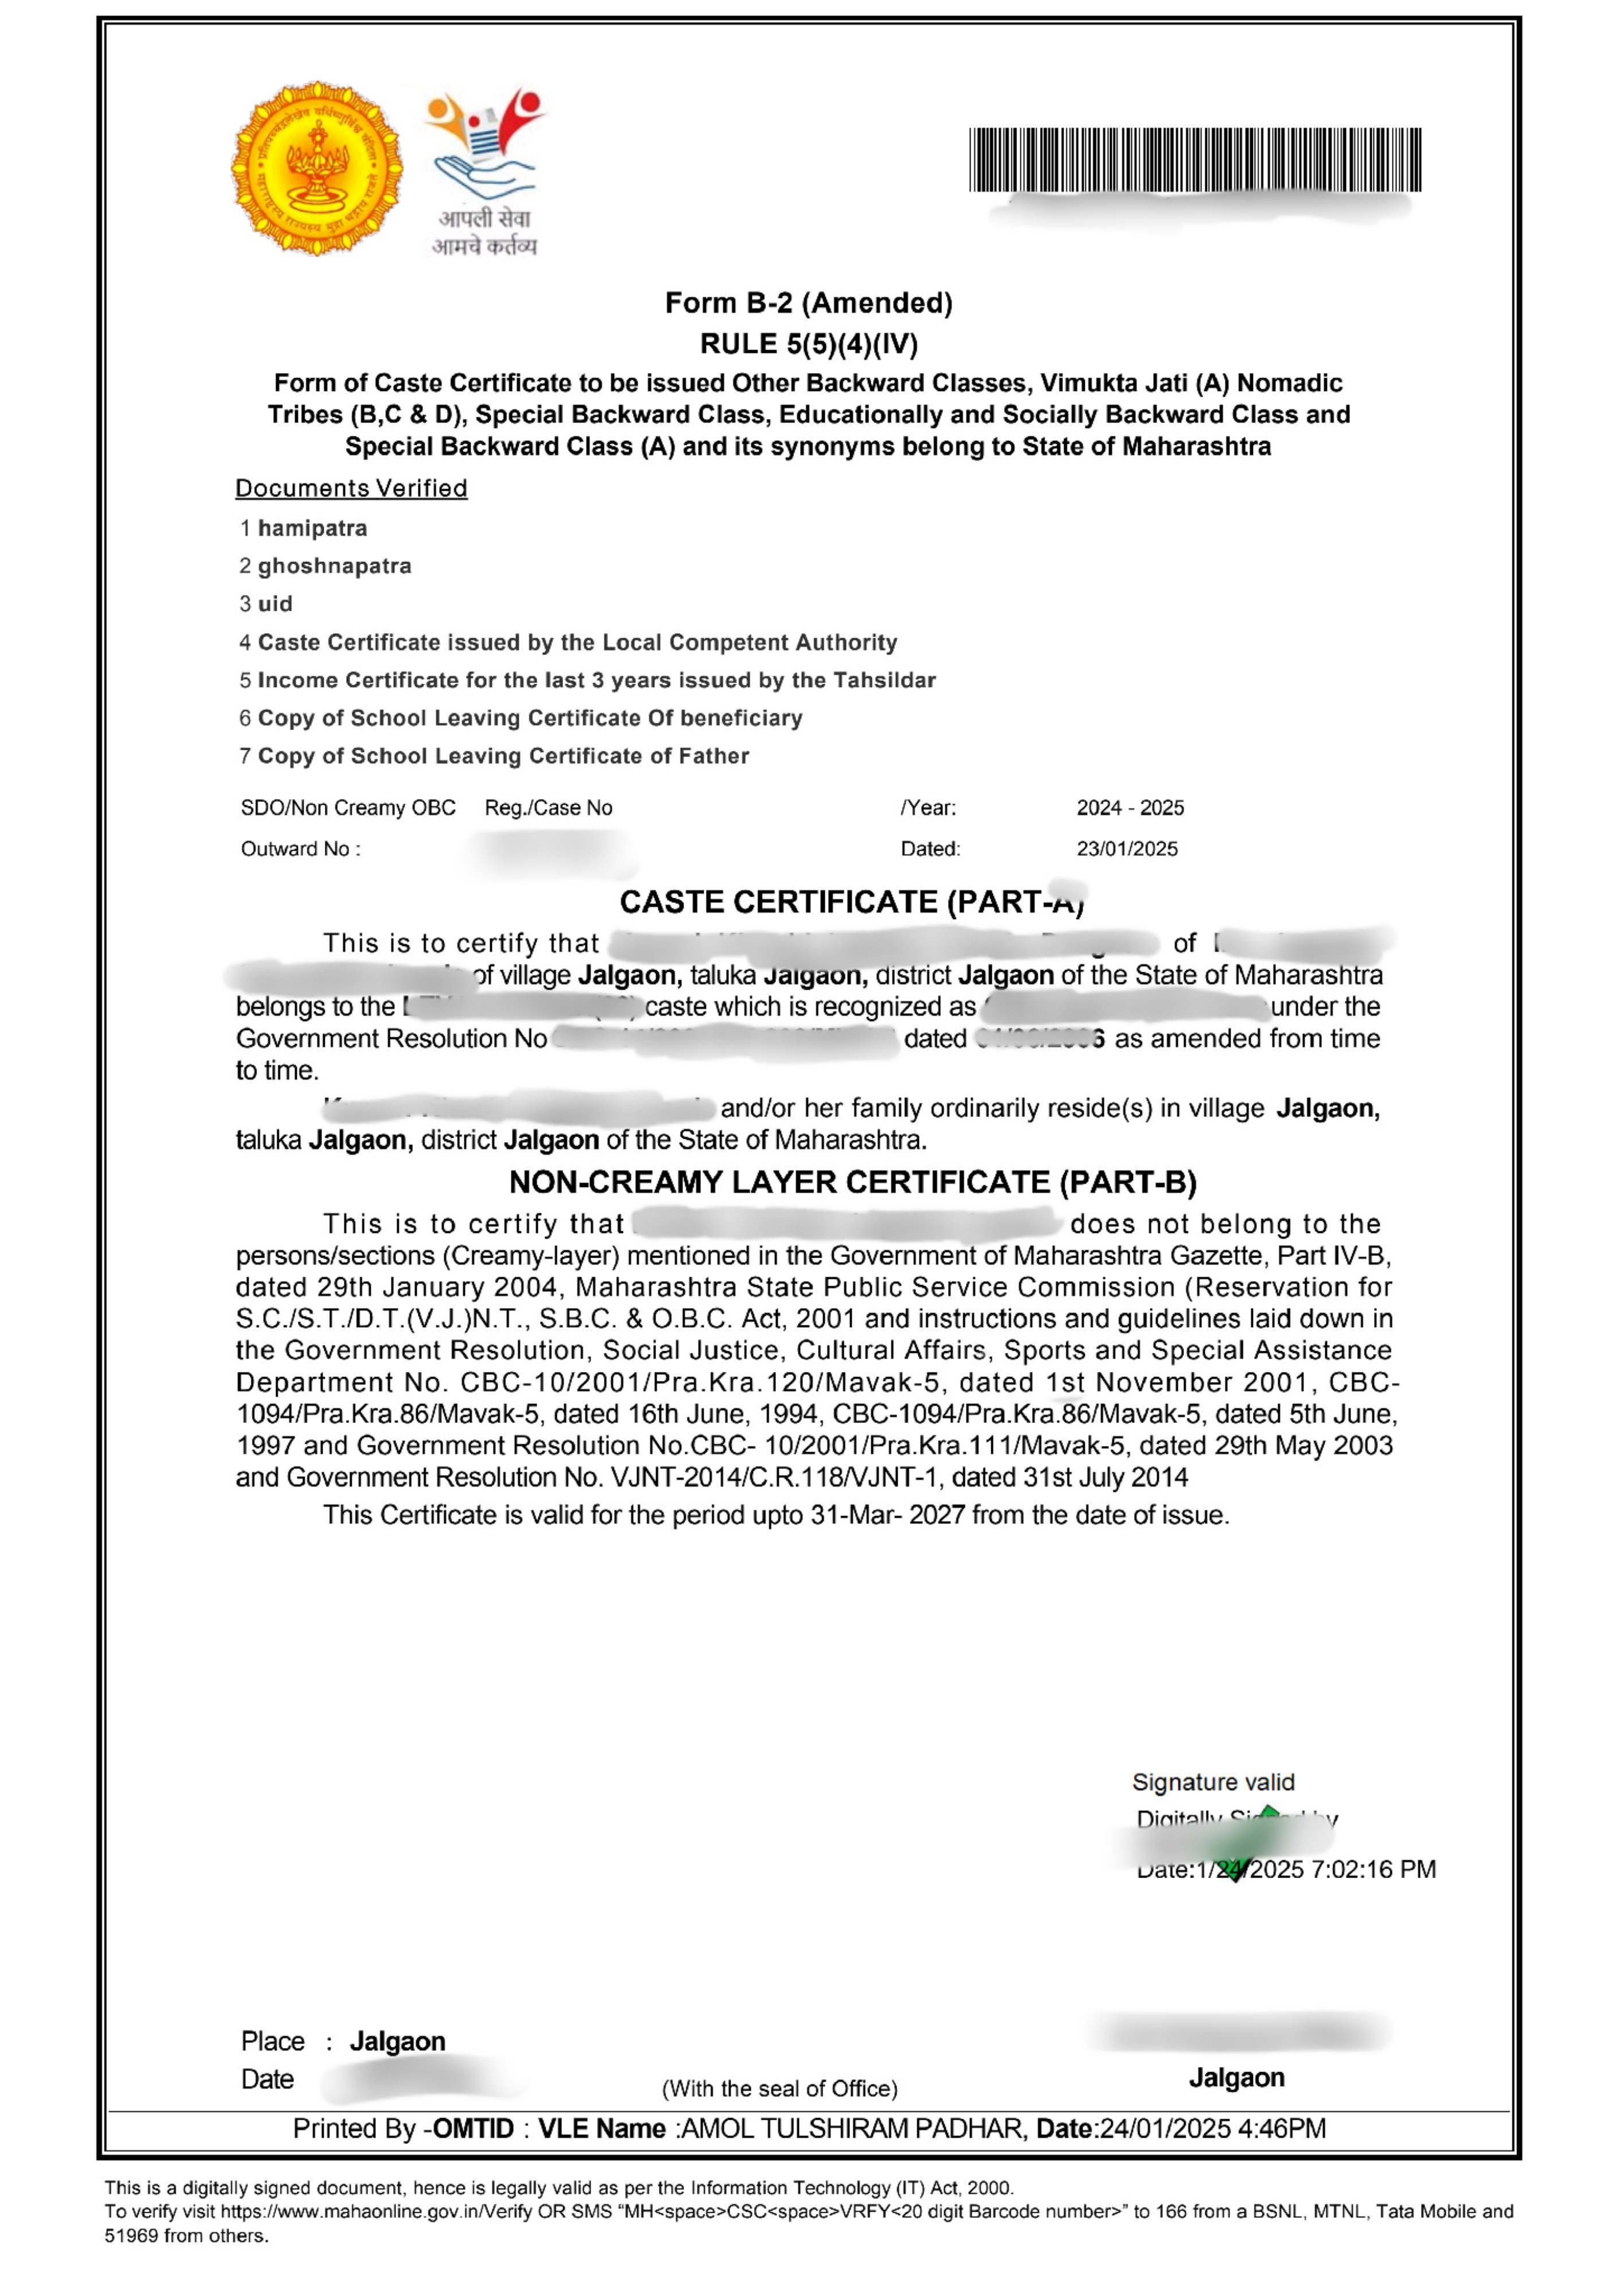 आपली सेवा
आमचे कर्तव्य
Form B-2 (Amended)
RULE 5(5)(4)(IV)
Form of Caste Certificate to be issued Other Backward Classes, Vimukta Jati (A) Nomadic
Tribes (B,C & D), Special Backward Class, Educationally and Socially Backward Class and
Special Backward Class (A) and its synonyms belong to State of Maharashtra
Documents Verified
1 hamipatra
2 ghoshnapatra
3 uid
4 Caste Certificate issued by the Local Competent Authority
5 Income Certificate for the last 3 years issued by the Tahsildar
6 Copy of School Leaving Certificate Of beneficiary
7 Copy of School Leaving Certificate of Father
SDO/Non Creamy OBC Reg./Case No /Year: 2024 - 2025
Outward No : Dated: 23/01/2025
CASTE CERTIFICATE (PART-A)
This is to certify that of
of village Jalgaon, taluka Jalgaon, district Jalgaon of the State of Maharashtra
belongs to the caste which is recognized as under the
Government Resolution No dated as amended from time
to time.
and/or her family ordinarily reside(s) in village Jalgaon,
taluka Jalgaon, district Jalgaon of the State of Maharashtra.
NON-CREAMY LAYER CERTIFICATE (PART-B)
This is to certify that does not belong to the
persons/sections (Creamy-layer) mentioned in the Government of Maharashtra Gazette, Part IV-B,
dated 29th January 2004, Maharashtra State Public Service Commission (Reservation for
S.C./S.T./D.T.(V.J.)N.T., S.B.C. & O.B.C. Act, 2001 and instructions and guidelines laid down in
the Government Resolution, Social Justice, Cultural Affairs, Sports and Special Assistance
Department No. CBC-10/2001/Pra.Kra.120/Mavak-5, dated 1st November 2001, CBC-
1094/Pra.Kra.86/Mavak-5, dated 16th June, 1994, CBC-1094/Pra.Kra.86/Mavak-5, dated 5th June,
1997 and Government Resolution No.CBC- 10/2001/Pra.Kra.111/Mavak-5, dated 29th May 2003
and Government Resolution No. VJNT-2014/C.R.118/VJNT-1, dated 31st July 2014
This Certificate is valid for the period upto 31-Mar- 2027 from the date of issue.
Signature valid
Digitally Signed by
Date:1/24/2025 7:02:16 PM
Place : Jalgaon
Date
(With the seal of Office)
Jalgaon
Printed By -OMTID : VLE Name :AMOL TULSHIRAM PADHAR, Date:24/01/2025 4:46PM
This is a digitally signed document, hence is legally valid as per the Information Technology (IT) Act, 2000.
To verify visit https://www.mahaonline.gov.in/Verify OR SMS “MH<space>CSC<space>VRFY<20 digit Barcode number>” to 166 from a BSNL, MTNL, Tata Mobile and
51969 from others.